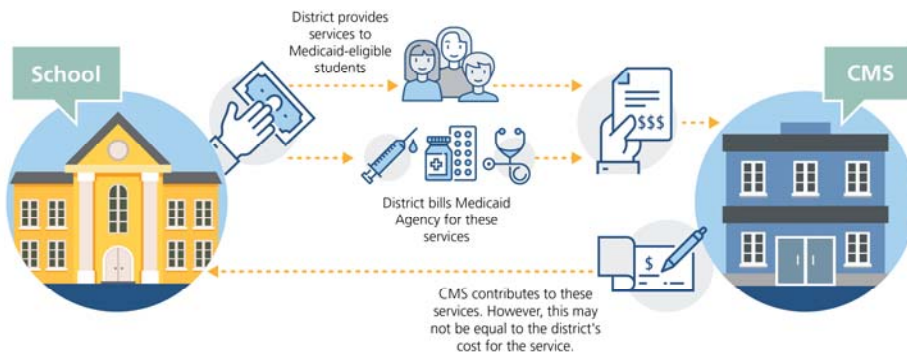 District provides
services to
Medicaid-eligible
students
School
CMS
$$$
District bills Medicaid
Agency for these
services
$
CMS contributes to these
services. However, this may
not be equal to the district's
cost for the service.